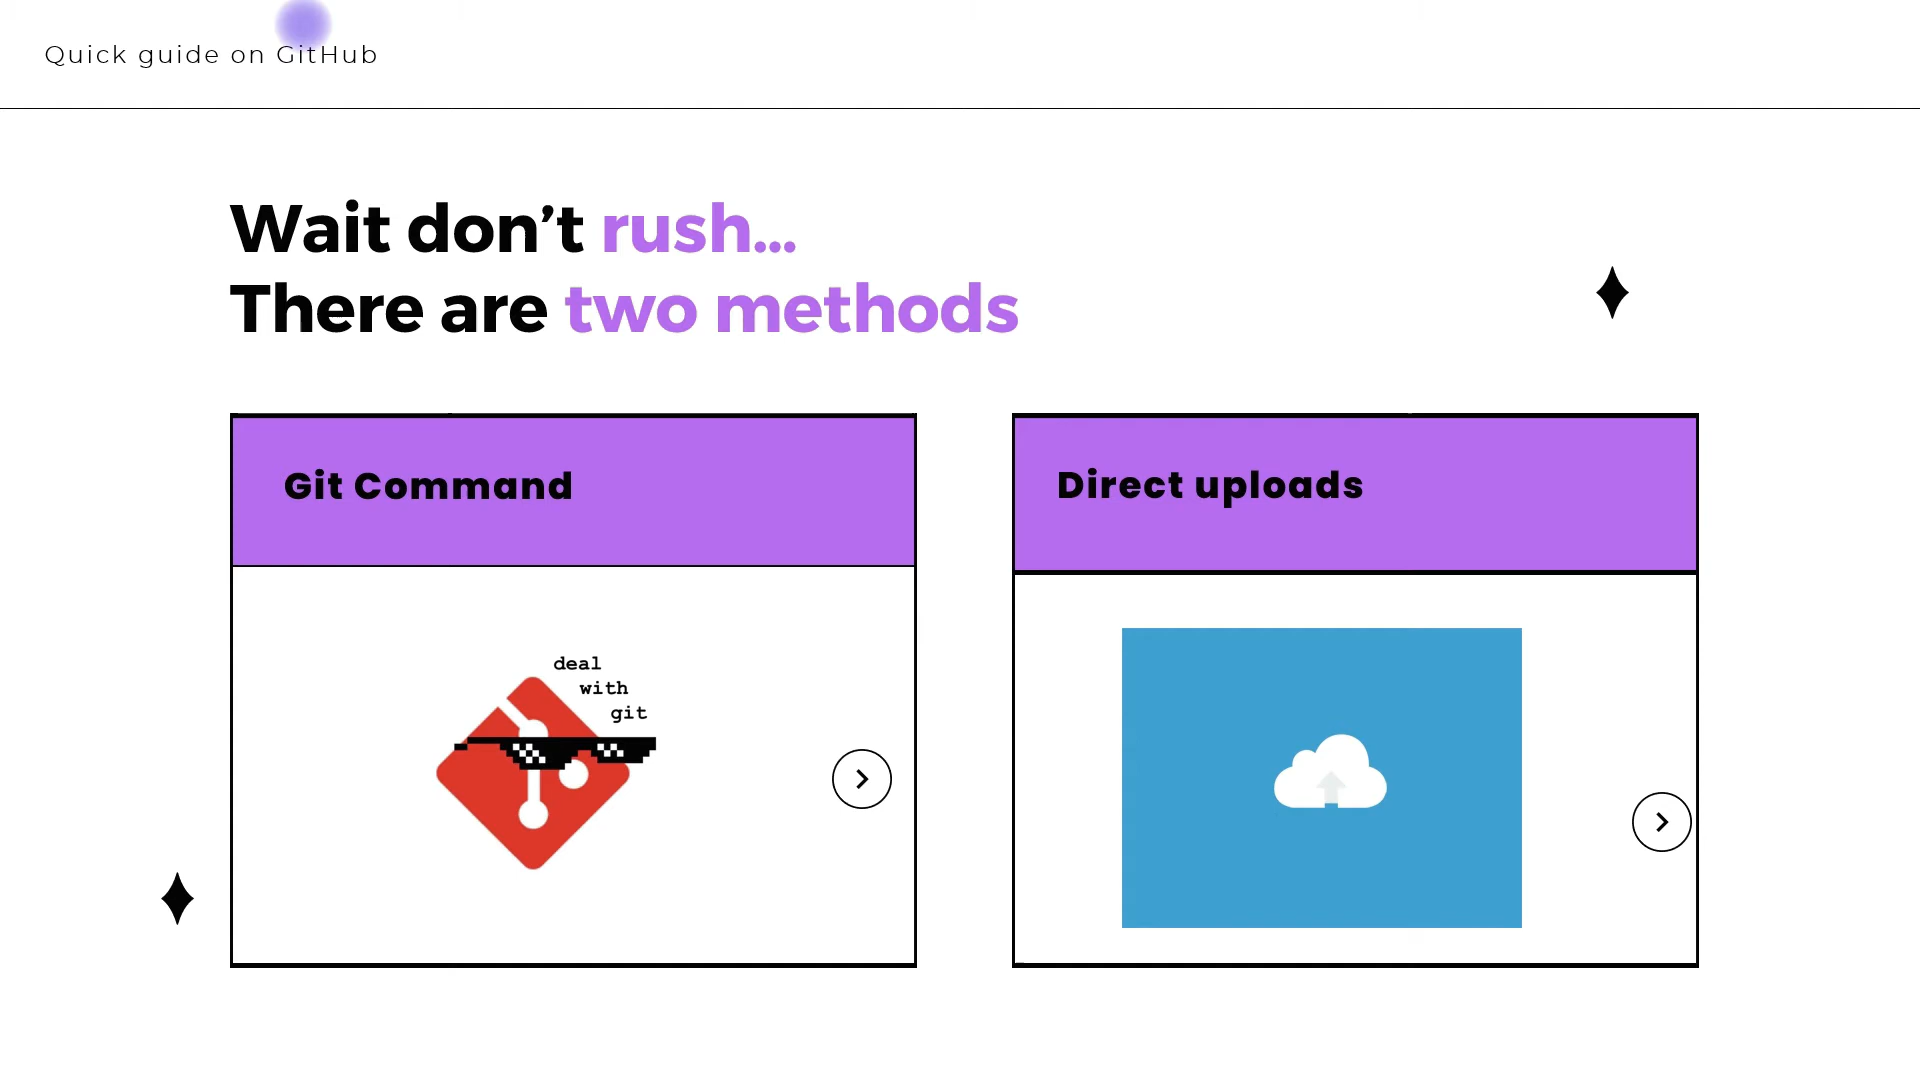 Quick guide on GitHub
Wait don’t rush...
There are two methods
Git Command
Direct uploads
deal
with
git